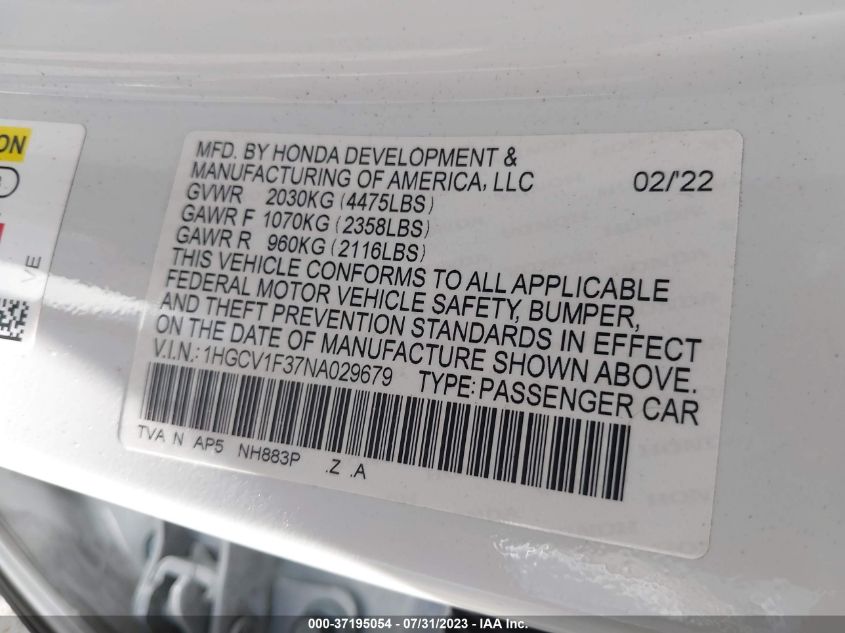 ON
VE
MFD. BY HONDA DEVELOPMENT &
MANUFACTURING OF AMERICA, LLC 02/'22
GVWR 2030KG (4475LBS)
GAWR F 1070KG (2358LBS)
GAWR R 960KG (2116LBS)
THIS VEHICLE CONFORMS TO ALL APPLICABLE
FEDERAL MOTOR VEHICLE SAFETY, BUMPER,
AND THEFT PREVENTION STANDARDS IN EFFECT
ON THE DATE OF MANUFACTURE SHOWN ABOVE.
V.I.N.: 1HGCV1F37NA029679 TYPE: PASSENGER CAR
TVA N AP5 NH883P .Z .A
000-37195054 / 07/31/2023 / © IAA Inc.